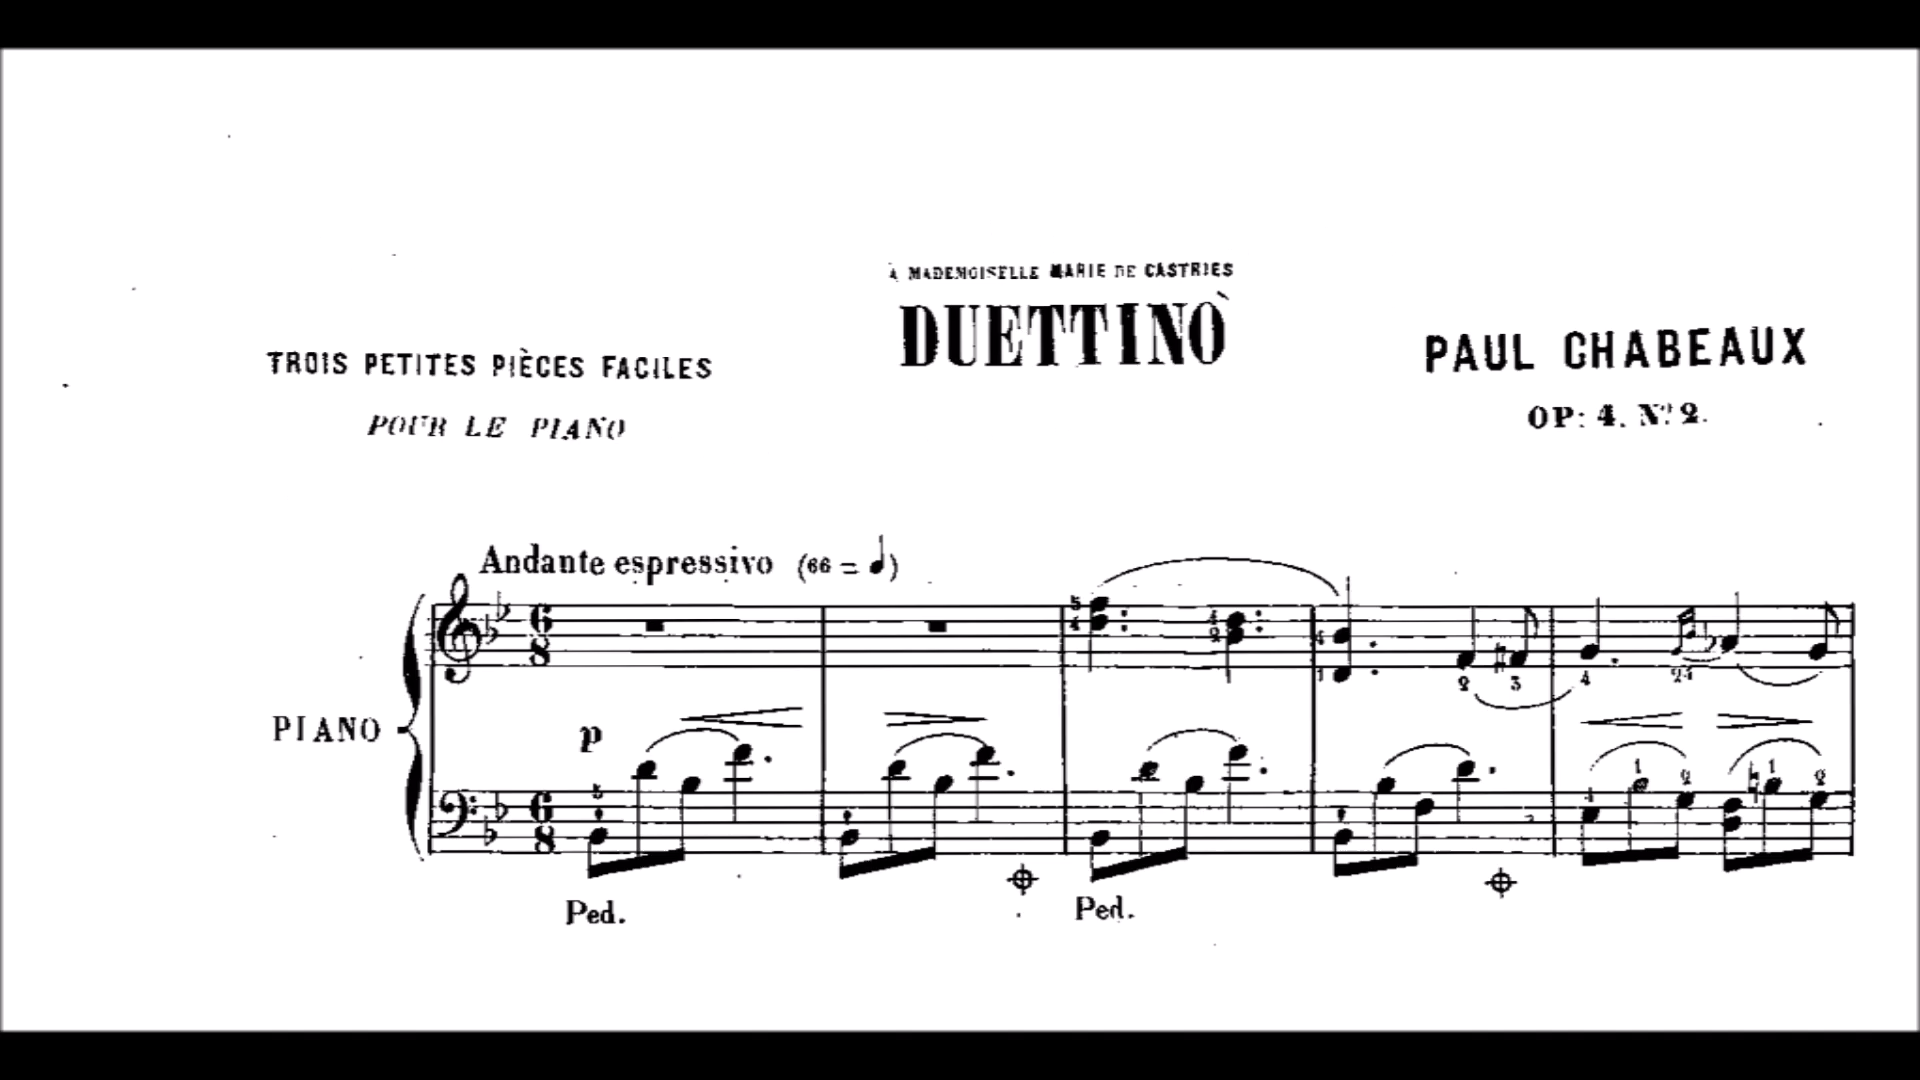 À MADEMOISELLE MARIE DE CASTRIES
DUETTINO
TROIS PETITES PIÈCES FACILES
POUR LE PIANO
PAUL CHABEAUX
OP: 4. Nº 2.
Andante espressivo (66 = ♩)
PIANO
p
Ped.
Ped.